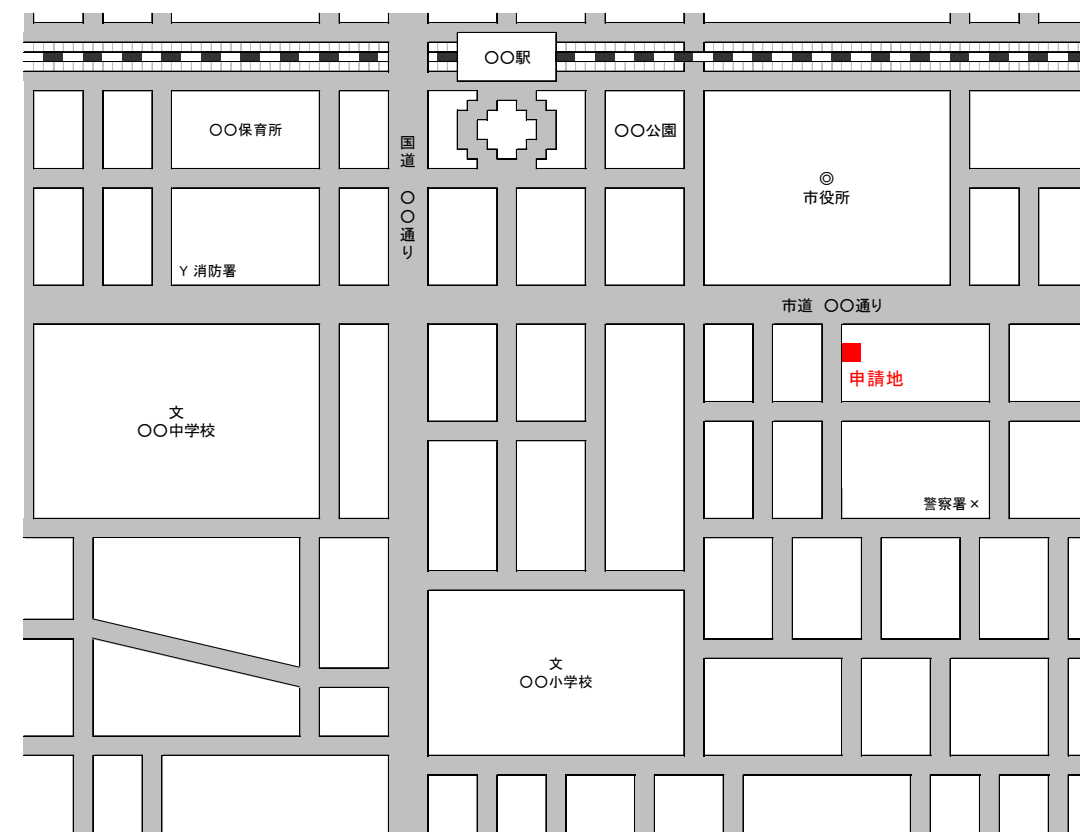 〇〇駅
〇〇保育所
〇〇公園
国道 〇〇通り
◎
市役所
Y 消防署
市道 〇〇通り
申請地
文
〇〇中学校
警察署 ×
文
〇〇小学校